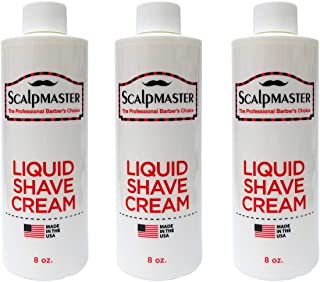 SCALPMASTER
The Professional Barber's Choice
LIQUID
SHAVE
CREAM
MADE
IN THE
USA
8 oz.
SCALPMASTER
The Professional Barber's Choice
LIQUID
SHAVE
CREAM
MADE
IN THE
USA
8 oz.
SCALPMASTER
The Professional Barber's Choice
LIQUID
SHAVE
CREAM
MADE
IN THE
USA
8 oz.